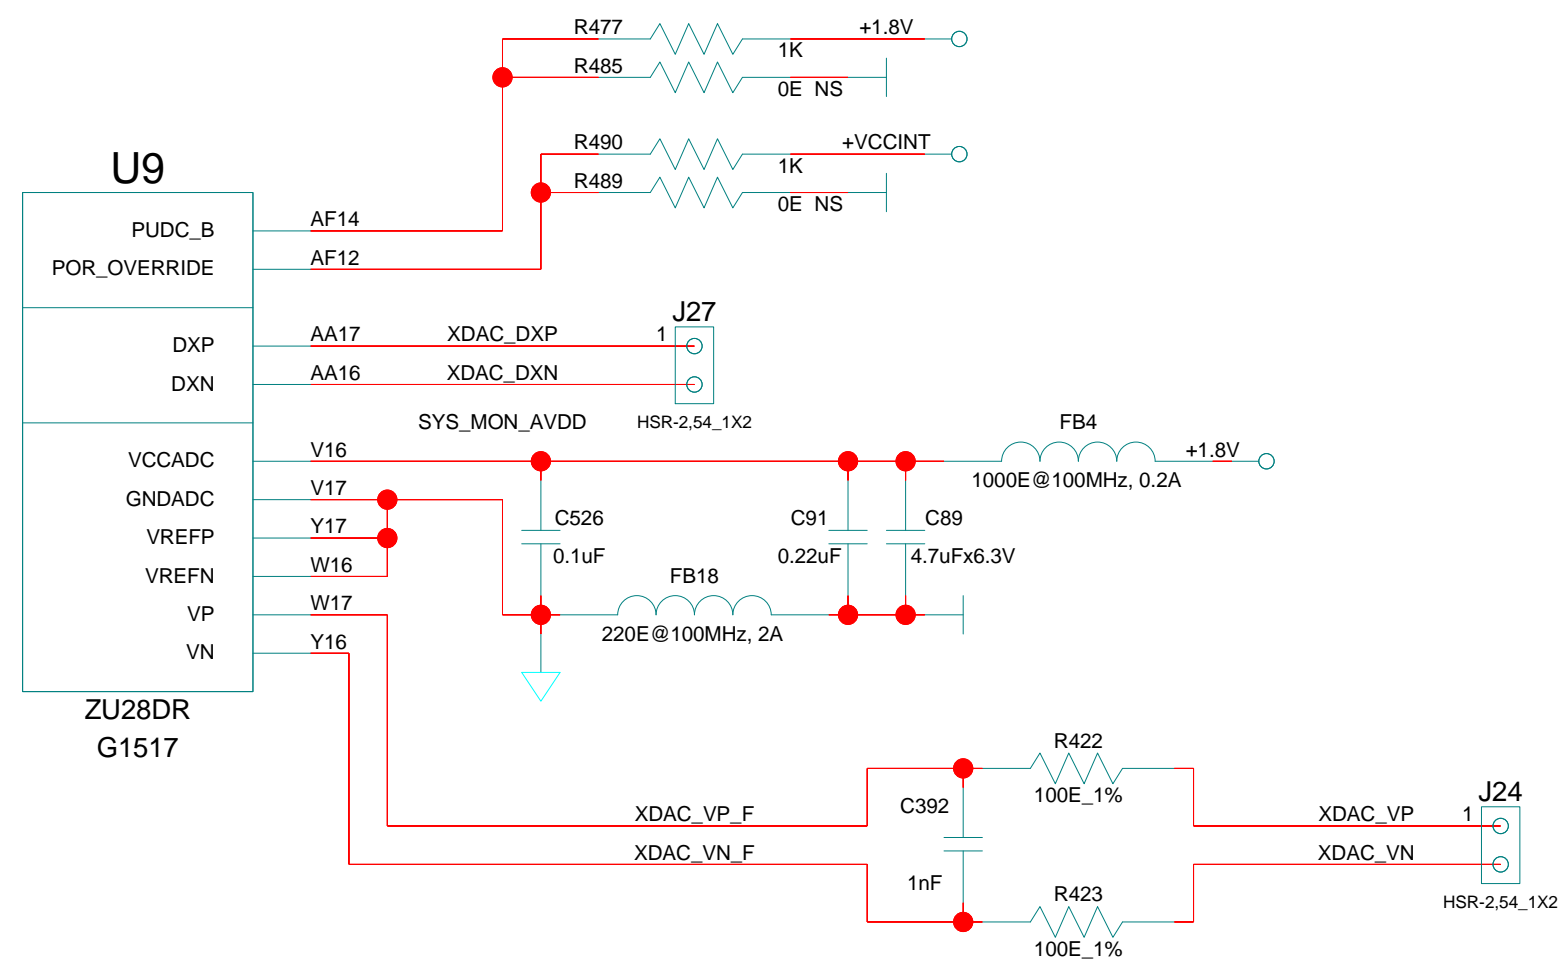 R477
+1.8V
1K
R485
0E NS
R490
+VCCINT
1K
R489
0E NS
U9
PUDC_B
AF14
POR_OVERRIDE
AF12
J27
DXP
AA17
XDAC_DXP
1
DXN
AA16
XDAC_DXN
HSR-2,54_1X2
SYS_MON_AVDD
FB4
VCCADC
V16
+1.8V
1000E@100MHz, 0.2A
GNDADC
V17
C526
C91
C89
VREFP
Y17
0.1uF
0.22uF
4.7uFx6.3V
VREFN
W16
FB18
VP
W17
220E@100MHz, 2A
VN
Y16
ZU28DR
G1517
R422
100E_1%
C392
J24
XDAC_VP_F
XDAC_VP
1
XDAC_VN_F
XDAC_VN
1nF
R423
HSR-2,54_1X2
100E_1%